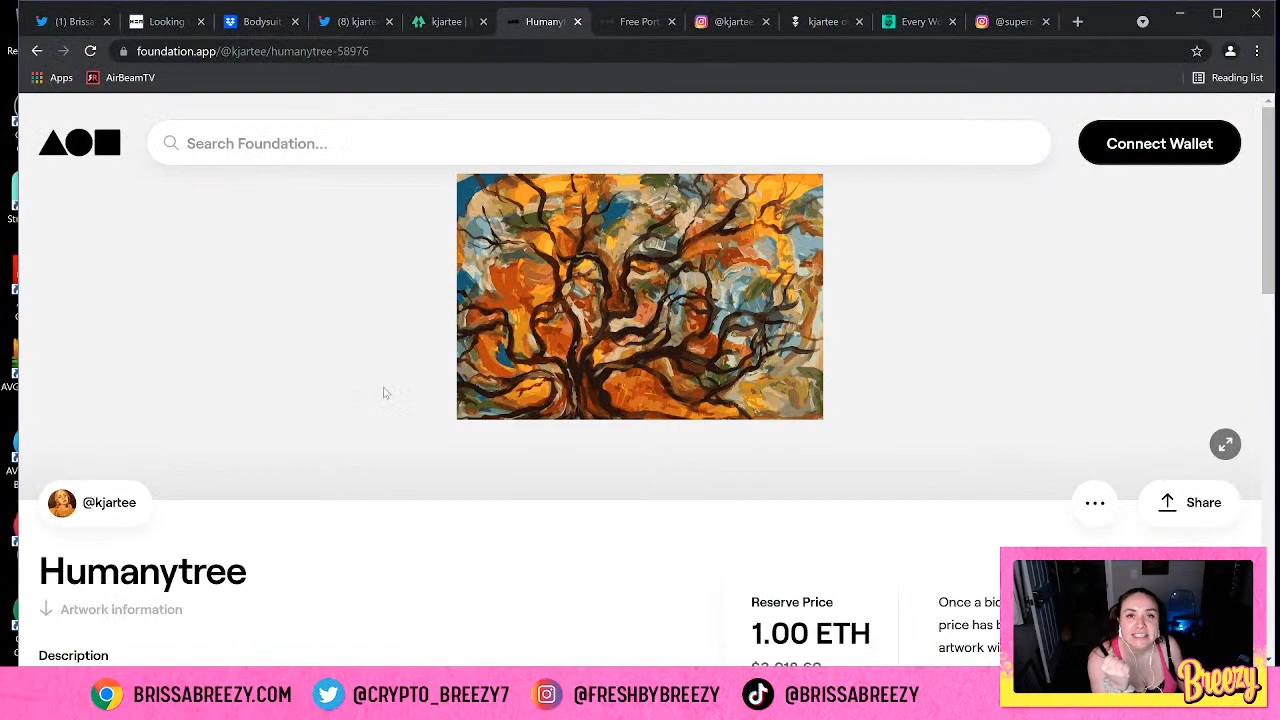 (1) Briss
Looking
Bodysuit
(8) kjarte
kjartee |
Humanyt
Free Port
@kjartee
kjartee o
Every V
@super
foundation.app/@kjartee/humanytree-58976
Apps
AirBeamTV
Reading list
Search Foundation...
Connect Wallet
@kjartee
Share
Humanytree
Artwork information
Description
Reserve Price
1.00 ETH
Once a bid
price has b
artwork wi
Breezy
BRISSABREEZY.COM
@CRYPTO_BREEZY7
@FRESHBYBREEZY
@BRISSABREEZY